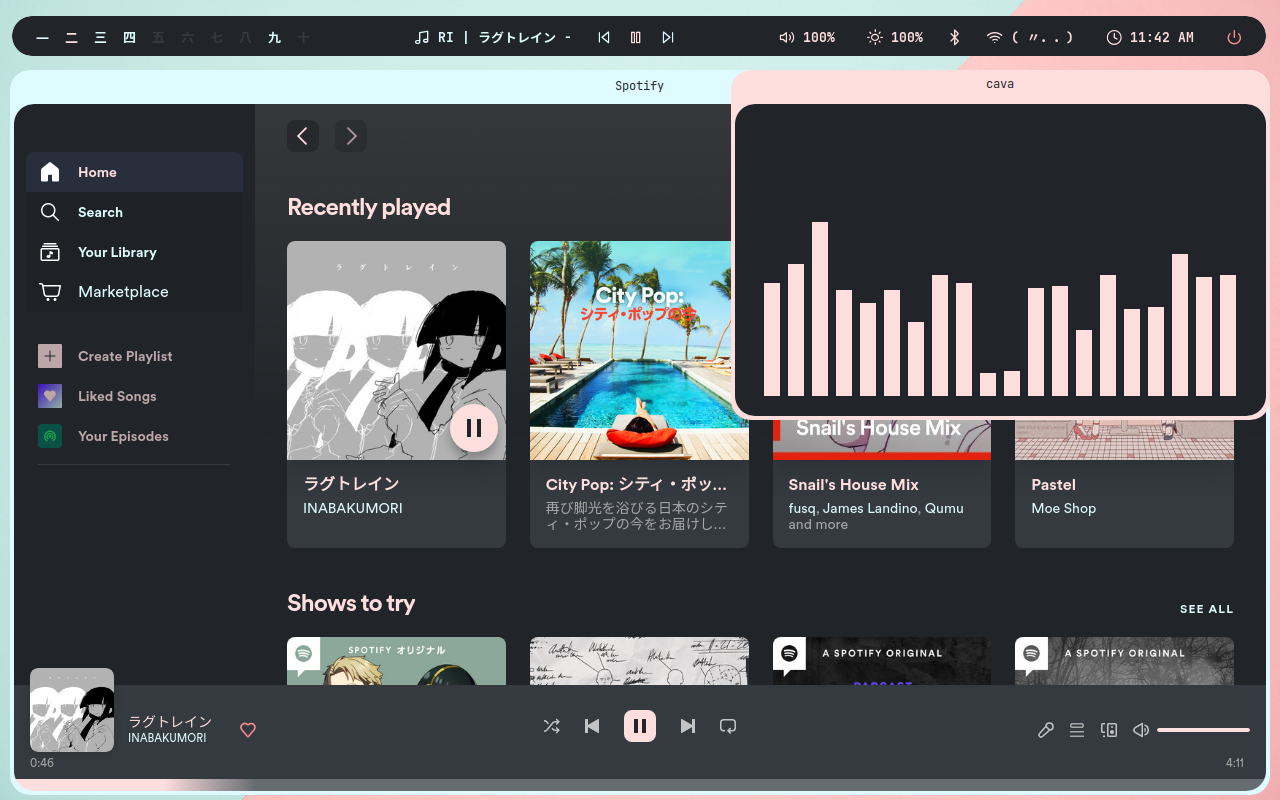 一 二 三 四 五 六 七 八 九 十
RI | ラグトレイン -
100%
100%
( 〃. . )
11:42 AM
Spotify
cava
Home
Search
Your Library
Marketplace
Create Playlist
Liked Songs
Your Episodes
Recently played
ラグトレイン
City Pop:
シティ・ポップの今
Snail's House Mix
ラグトレイン
INABAKUMORI
City Pop: シティ・ポッ...
再び脚光を浴びる日本のシテ
ィ・ポップの今をお届けし...
Snail's House Mix
fusq, James Landino, Qumu
and more
Pastel
Moe Shop
Shows to try
SEE ALL
SPOTIFY オリジナル
A SPOTIFY ORIGINAL
A SPOTIFY ORIGINAL
ラグトレイン
INABAKUMORI
0:46
4:11